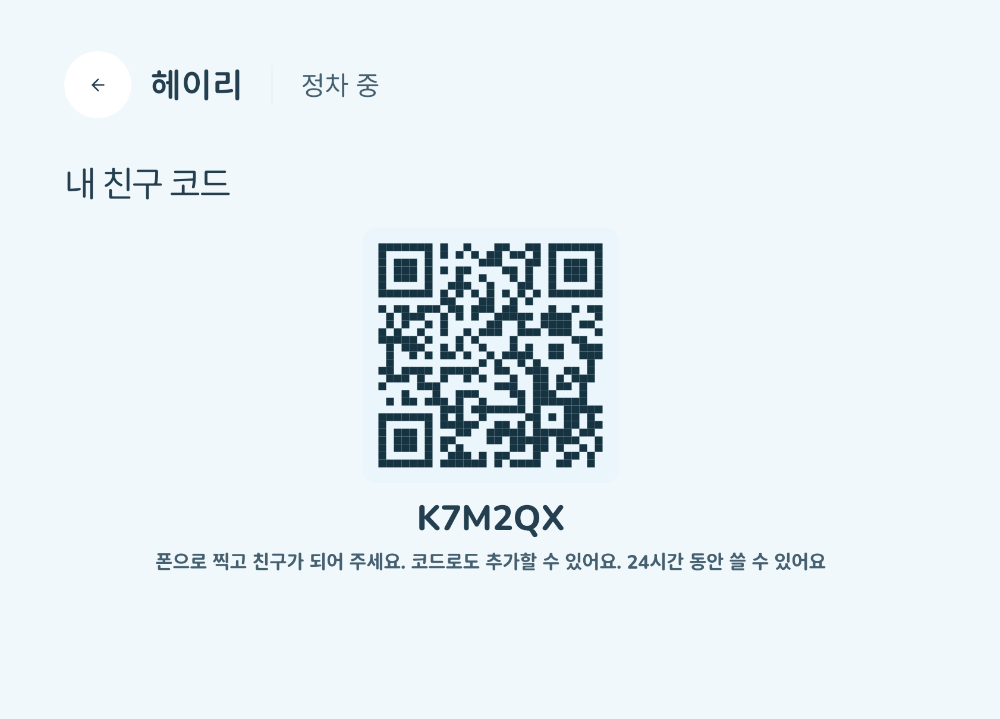 헤이리
정차 중
내 친구 코드
K7M2QX
폰으로 찍고 친구가 되어 주세요. 코드로도 추가할 수 있어요. 24시간 동안 쓸 수 있어요